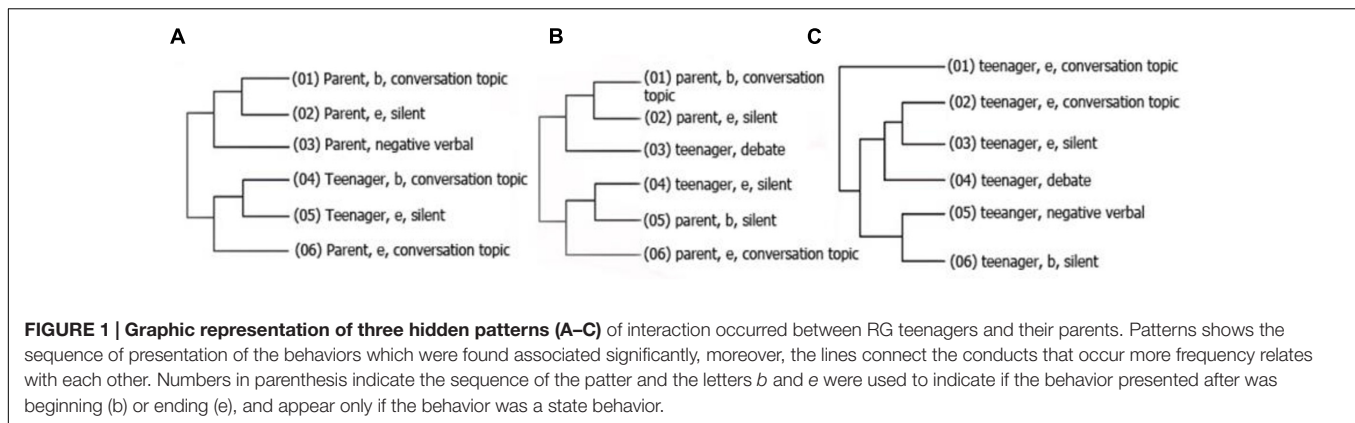 A
(01) Parent, b, conversation topic
(02) Parent, e, silent
(03) Parent, negative verbal
(04) Teenager, b, conversation topic
(05) Teenager, e, silent
(06) Parent, e, conversation topic
B
(01) parent, b, conversation
topic
(02) parent, e, silent
(03) teenager, debate
(04) teenager, e, silent
(05) parent, b, silent
(06) parent, e, conversation topic
C
(01) teenager, e, conversation topic
(02) teenager, e, conversation topic
(03) teenager, e, silent
(04) teenager, debate
(05) teeanger, negative verbal
(06) teenager, b, silent
FIGURE 1 | Graphic representation of three hidden patterns (A–C) of interaction occurred between RG teenagers and their parents. Patterns shows the
sequence of presentation of the behaviors which were found associated significantly, moreover, the lines connect the conducts that occur more frequency relates
with each other. Numbers in parenthesis indicate the sequence of the patter and the letters b and e were used to indicate if the behavior presented after was
beginning (b) or ending (e), and appear only if the behavior was a state behavior.